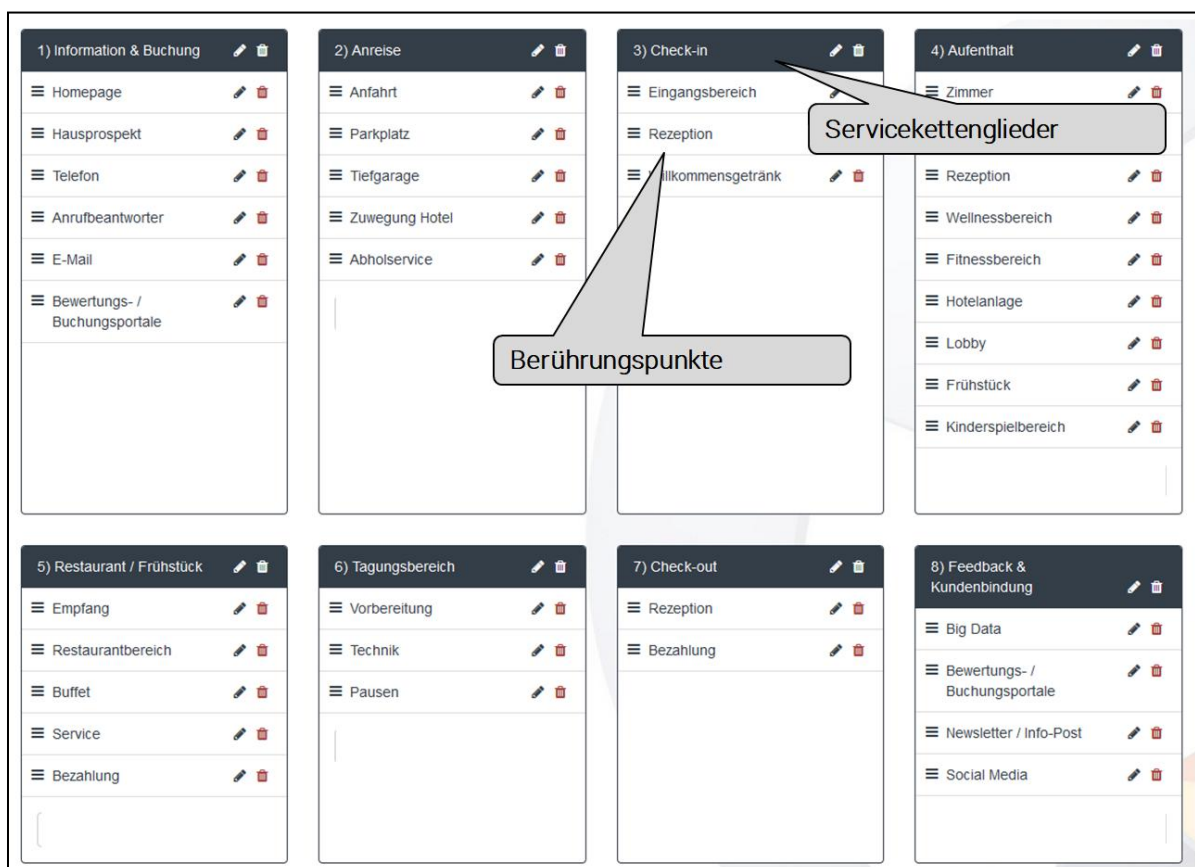 1) Information & Buchung
Homepage
Hausprospekt
Telefon
Anrufbeantworter
E-Mail
Bewertungs- /
Buchungsportale
2) Anreise
Anfahrt
Parkplatz
Tiefgarage
Zuwegung Hotel
Abholservice
3) Check-in
Eingangsbereich
Rezeption
Servicekettenglieder
Berührungspunkte
4) Aufenthalt
Zimmer
Rezeption
Wellnessbereich
Fitnessbereich
Hotelanlage
Lobby
Frühstück
Kinderspielbereich
5) Restaurant / Frühstück
Empfang
Restaurantbereich
Buffet
Service
Bezahlung
6) Tagungsbereich
Vorbereitung
Technik
Pausen
7) Check-out
Rezeption
Bezahlung
8) Feedback &
Kundenbindung
Big Data
Bewertungs- /
Buchungsportale
Newsletter / Info-Post
Social Media